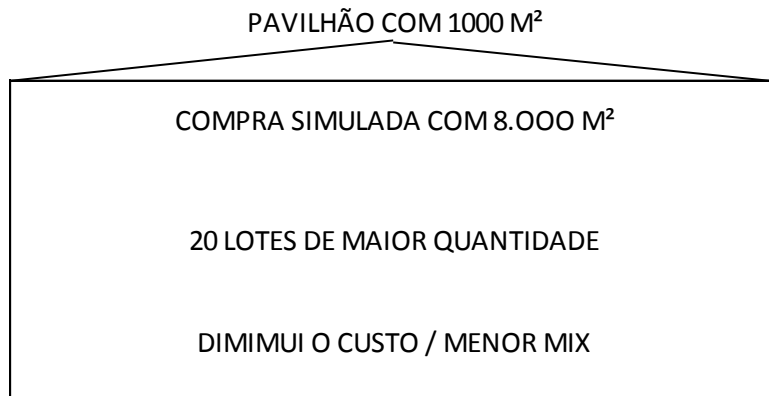 PAVILHÃO COM 1000 M²
COMPRA SIMULADA COM 8.OOO M²
20 LOTES DE MAIOR QUANTIDADE
DIMIMUI O CUSTO / MENOR MIX